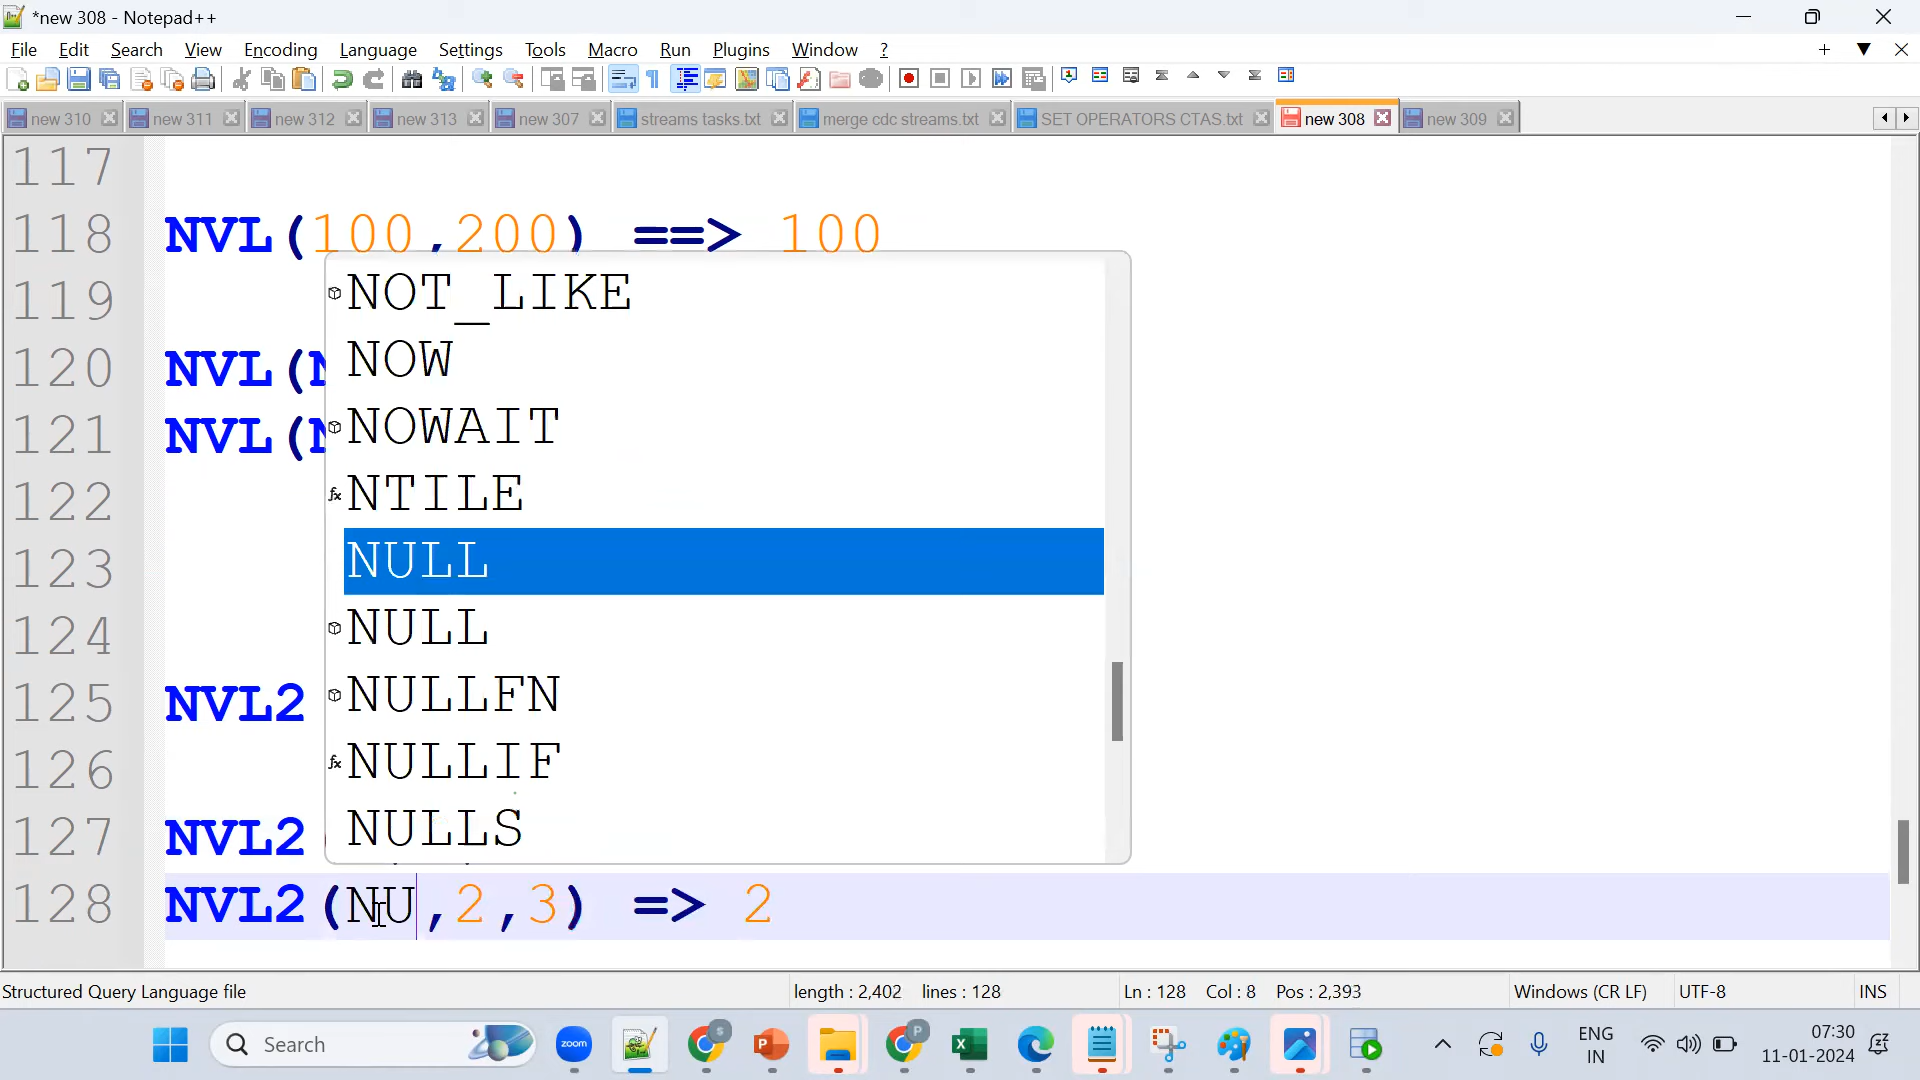 *new 308 - Notepad++
File Edit Search View Encoding Language Settings Tools Macro Run Plugins Window ?
new 310 new 311 new 312 new 313 new 307 streams tasks.txt merge cdc streams.txt SET OPERATORS CTAS.txt new 308 new 309
117
118 NVL(100,200) ==> 100
119
120 NVL(N
121 NVL(N
122
123
124
125 NVL2
126
127 NVL2
128 NVL2(NU,2,3) => 2
NOT_LIKE
NOW
NOWAIT
NTILE
NULL
NULL
NULLFN
NULLIF
NULLS
Structured Query Language file length : 2,402 lines : 128 Ln : 128 Col : 8 Pos : 2,393 Windows (CR LF) UTF-8 INS
Search zoom S P ENG 07:30
IN 11-01-2024